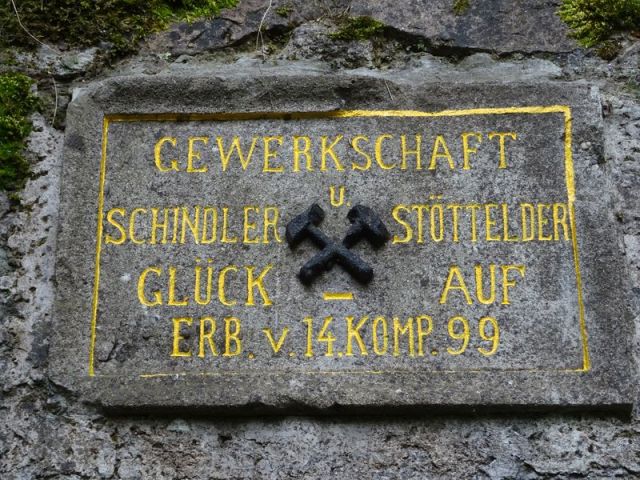 GEWERKSCHAFT
U.
SCHINDLER STÖTTELDER
GLÜCK – AUF
ERB. v. 14. KOMP. 99